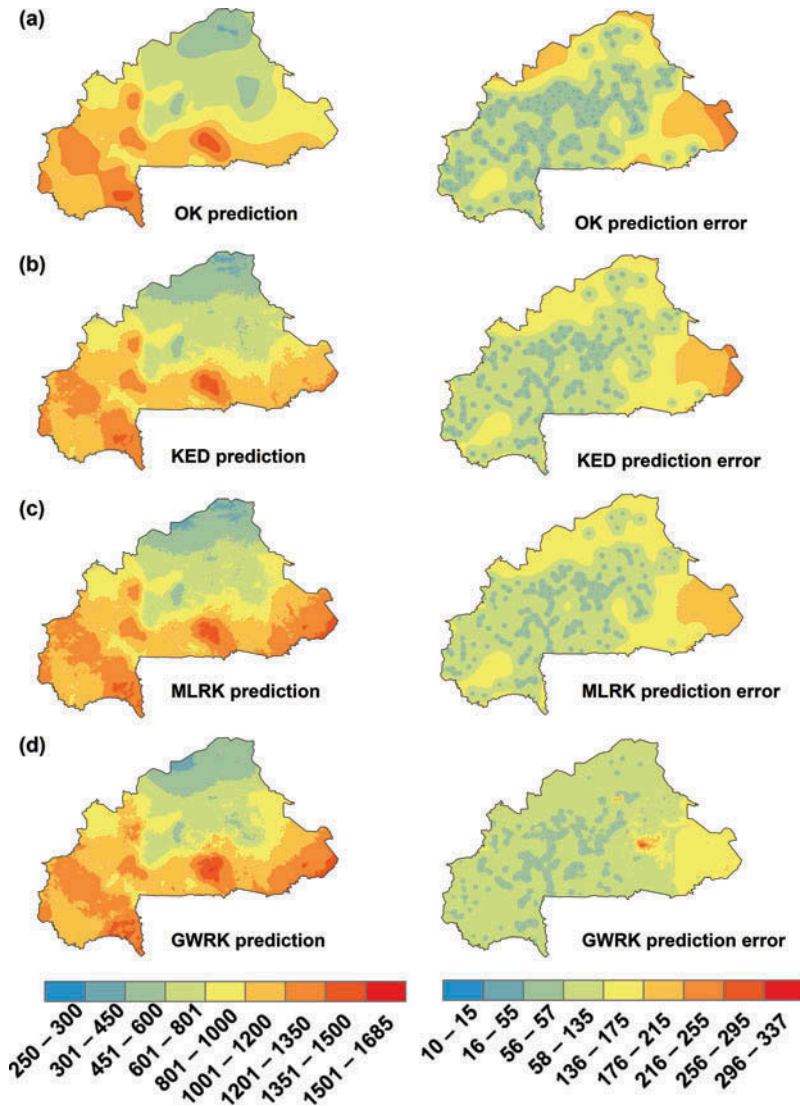 (a)
OK prediction
OK prediction error
(b)
KED prediction
KED prediction error
(c)
MLRK prediction
MLRK prediction error
(d)
GWRK prediction
GWRK prediction error
250 – 300
301 – 450
451 – 600
601 – 801
801 – 1000
1001 – 1200
1201 – 1350
1351 – 1500
1501 – 1685
10 – 15
16 – 55
56 – 57
58 – 135
136 – 175
176 – 215
216 – 255
256 – 295
296 – 337